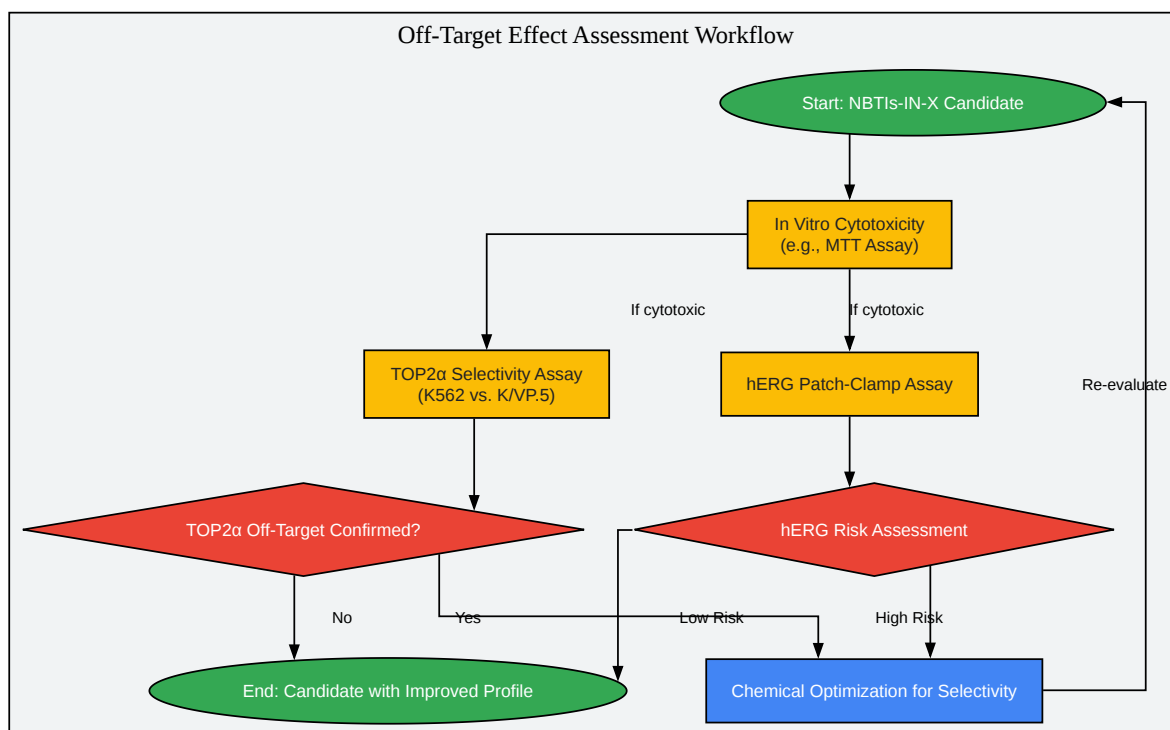 Off-Target Effect Assessment Workflow
Start: NBTIs-IN-X Candidate
In Vitro Cytotoxicity
(e.g., MTT Assay)
If cytotoxic
If cytotoxic
TOP2α Selectivity Assay
(K562 vs. K/VP.5)
hERG Patch-Clamp Assay
Re-evaluate
TOP2α Off-Target Confirmed?
hERG Risk Assessment
No
Yes
Low Risk
High Risk
End: Candidate with Improved Profile
Chemical Optimization for Selectivity